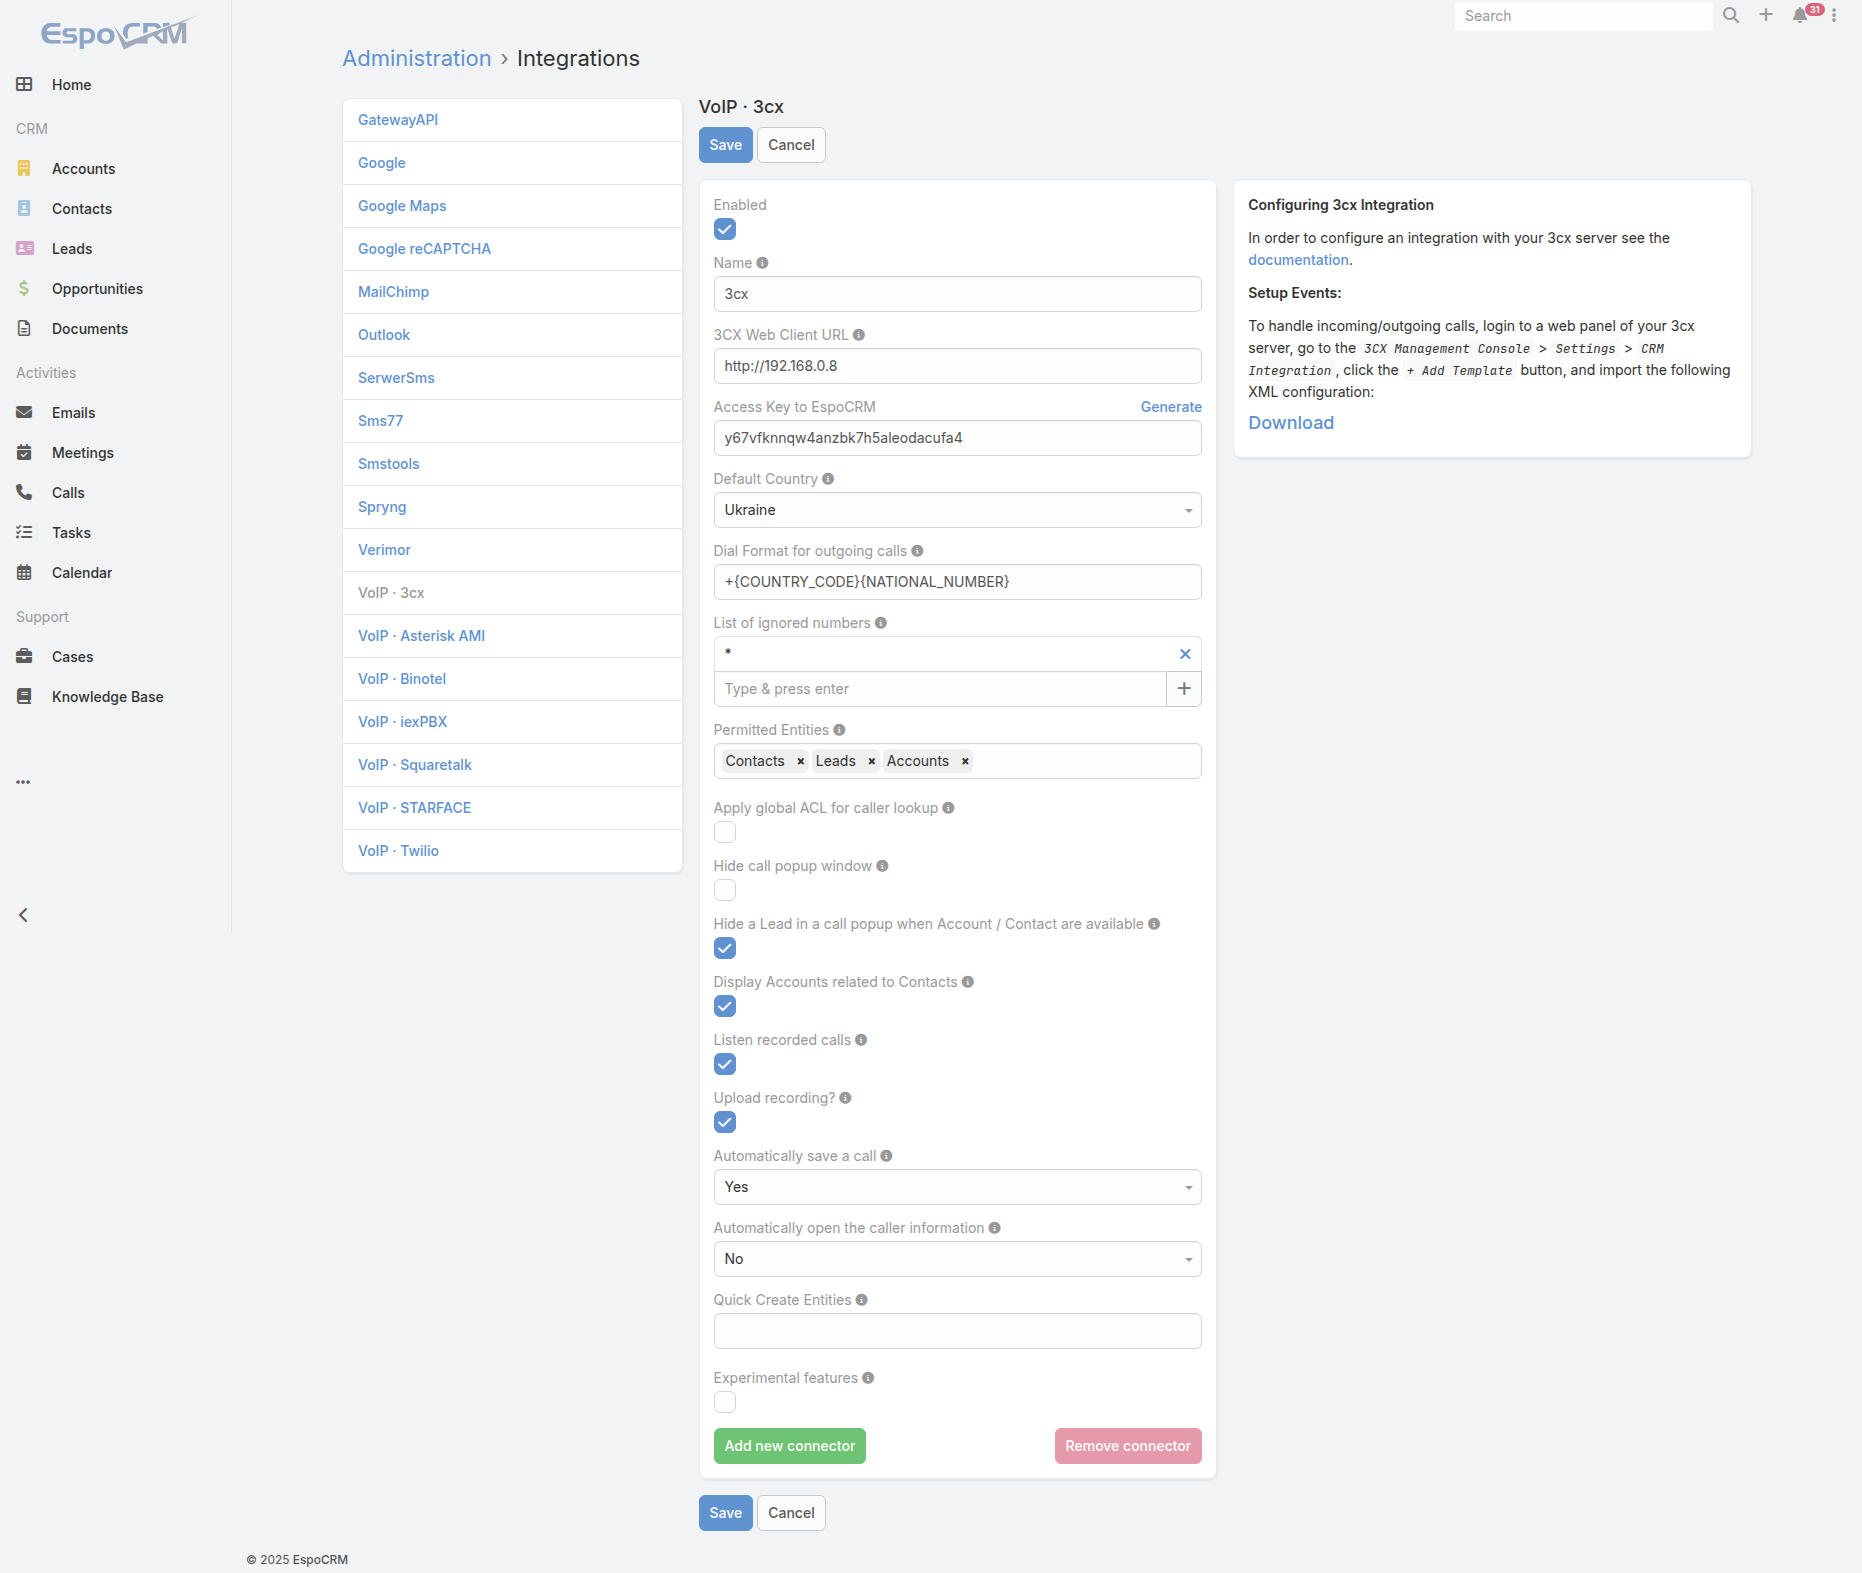 EspoCRM
Search
31
Home
CRM
Accounts
Contacts
Leads
Opportunities
Documents
Activities
Emails
Meetings
Calls
Tasks
Calendar
Support
Cases
Knowledge Base
Administration › Integrations
GatewayAPI
Google
Google Maps
Google reCAPTCHA
MailChimp
Outlook
SerwerSms
Sms77
Smstools
Spryng
Verimor
VoIP · 3cx
VoIP · Asterisk AMI
VoIP · Binotel
VoIP · iexPBX
VoIP · Squaretalk
VoIP · STARFACE
VoIP · Twilio
VoIP · 3cx
Save Cancel
Enabled
Name
3cx
3CX Web Client URL
http://192.168.0.8
Access Key to EspoCRM Generate
y67vfknnqw4anzbk7h5aleodacufa4
Default Country
Ukraine
Dial Format for outgoing calls
+{COUNTRY_CODE}{NATIONAL_NUMBER}
List of ignored numbers
* ×
Type & press enter +
Permitted Entities
Contacts × Leads × Accounts ×
Apply global ACL for caller lookup
Hide call popup window
Hide a Lead in a call popup when Account / Contact are available
Display Accounts related to Contacts
Listen recorded calls
Upload recording?
Automatically save a call
Yes
Automatically open the caller information
No
Quick Create Entities
Experimental features
Add new connector Remove connector
Save Cancel
Configuring 3cx Integration
In order to configure an integration with your 3cx server see the
documentation.
Setup Events:
To handle incoming/outgoing calls, login to a web panel of your 3cx
server, go to the 3CX Management Console > Settings > CRM
Integration , click the + Add Template button, and import the following
XML configuration:
Download
© 2025 EspoCRM